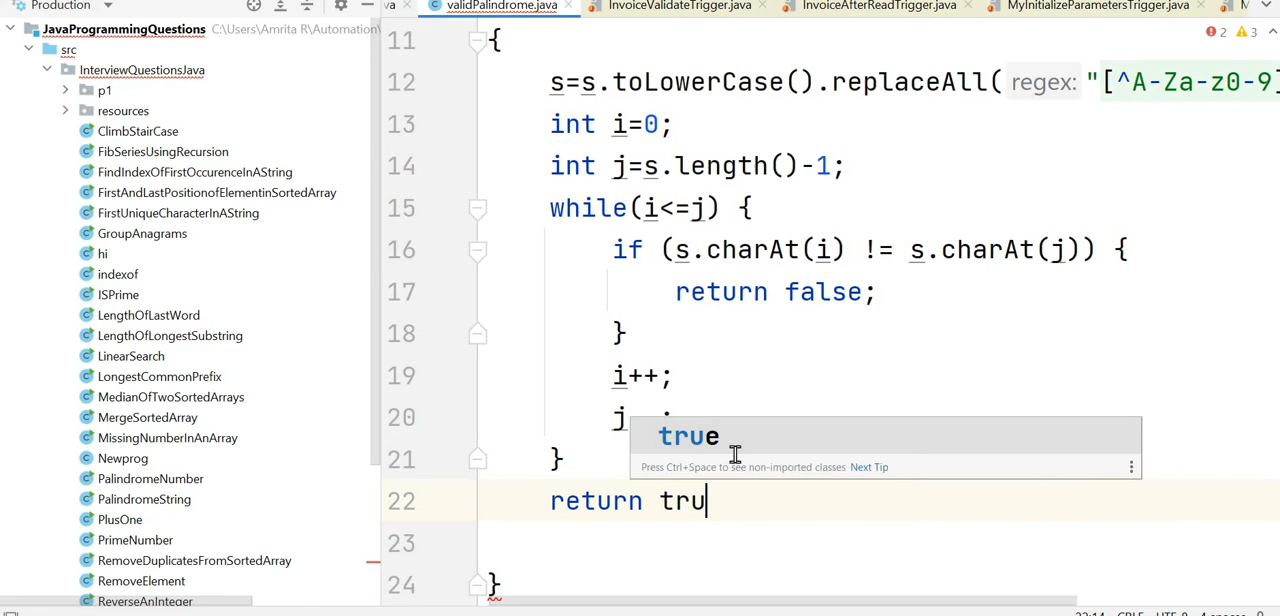 Production
va
validPalindrome.java
InvoiceValidateTrigger.java
InvoiceAfterReadTrigger.java
MyInitializeParametersTrigger.java
JavaProgrammingQuestions C:\Users\Amrita R\Automation\
src
InterviewQuestionsJava
p1
resources
ClimbStairCase
FibSeriesUsingRecursion
FindIndexOfFirstOccurenceInAString
FirstAndLastPositionofElementinSortedArray
FirstUniqueCharacterInAString
GroupAnagrams
hi
indexof
ISPrime
LengthOfLastWord
LengthOfLongestSubstring
LinearSearch
LongestCommonPrefix
MedianOfTwoSortedArrays
MergeSortedArray
MissingNumberInAnArray
Newprog
PalindromeNumber
PalindromeString
PlusOne
PrimeNumber
RemoveDuplicatesFromSortedArray
RemoveElement
ReverseAnInteger
2 3
11 {
12 s=s.toLowerCase().replaceAll( regex: "[^A-Za-z0-9]
13 int i=0;
14 int j=s.length()-1;
15 while(i<=j) {
16 if (s.charAt(i) != s.charAt(j)) {
17 return false;
18 }
19 i++;
20 j
true
Press Ctrl+Space to see non-imported classes Next Tip
21 }
22 return tru
23
24 }